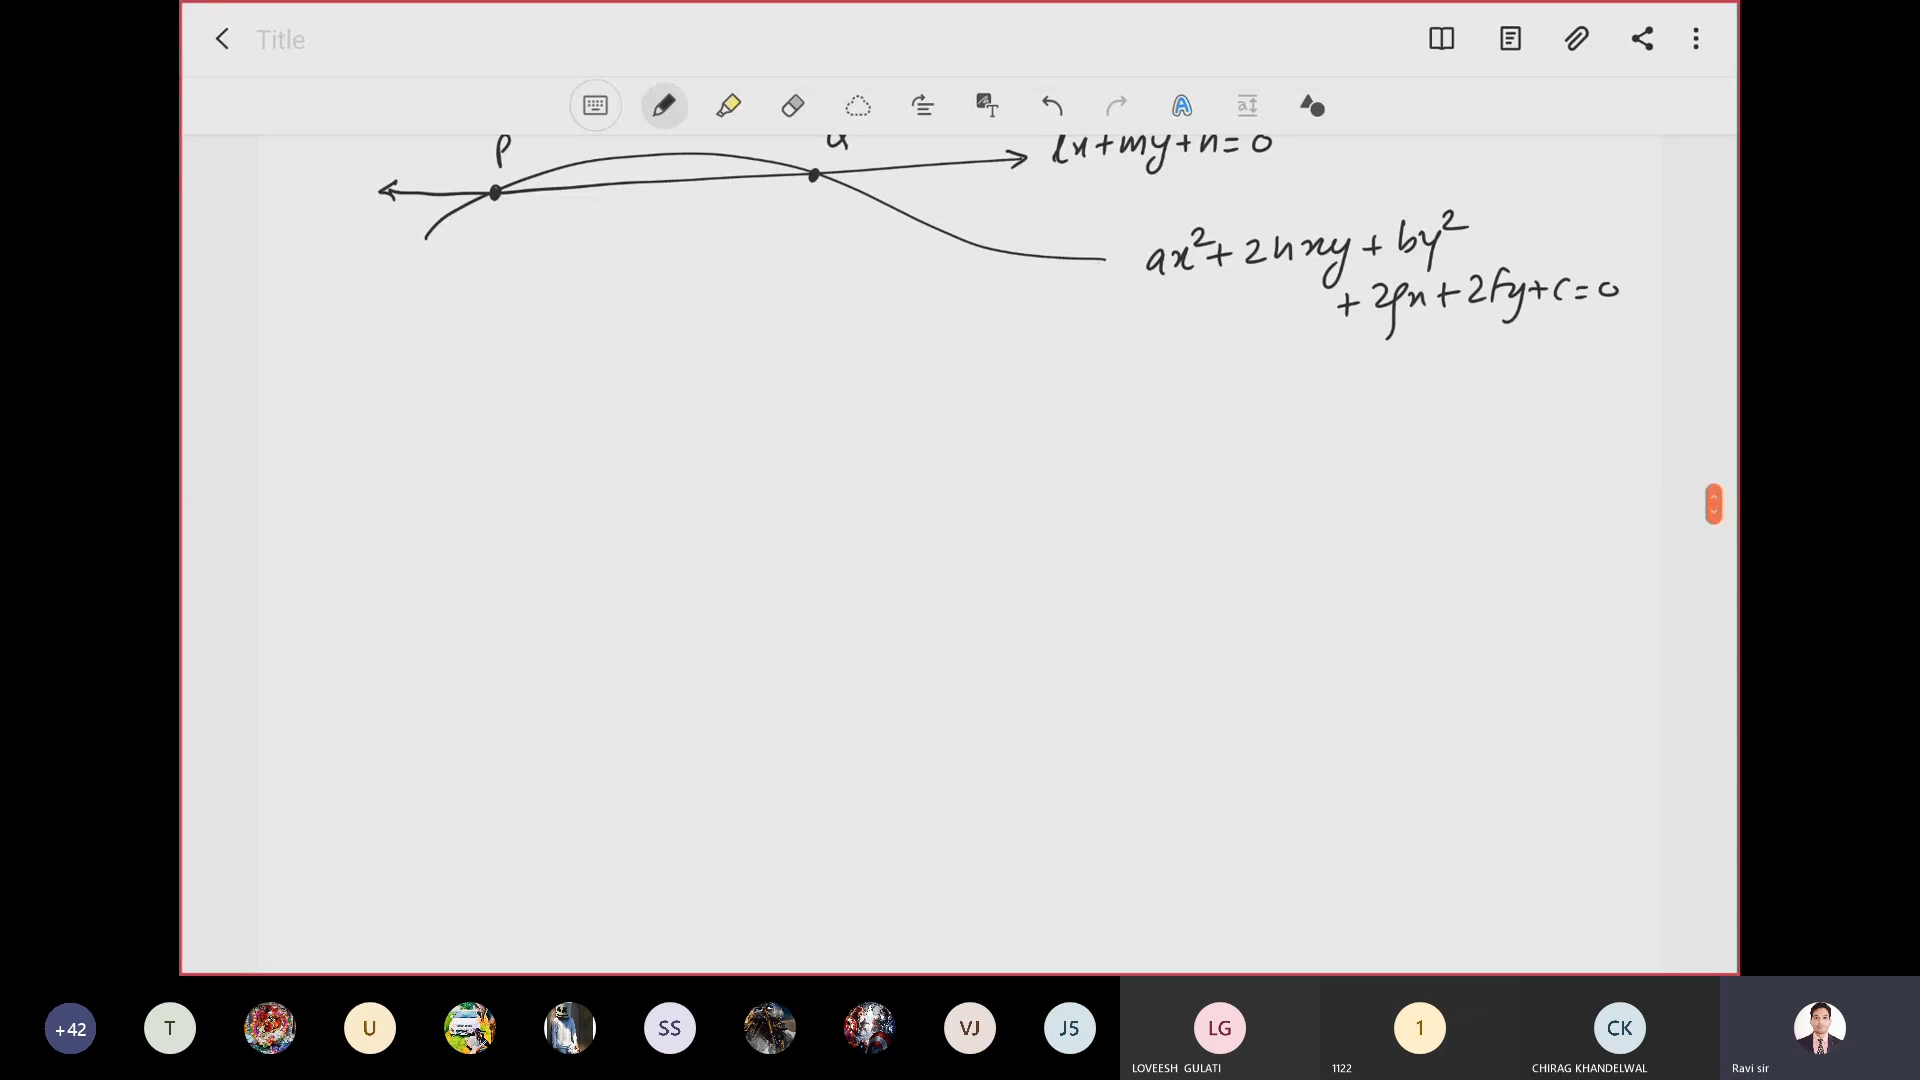 Title
P
lx+my+n=0
ax²+2hxy+by²
+2gx+2fy+c=0
+42
T
U
SS
VJ
J5
LG
1
CK
LOVEESH GULATI
1122
CHIRAG KHANDELWAL
Ravi sir